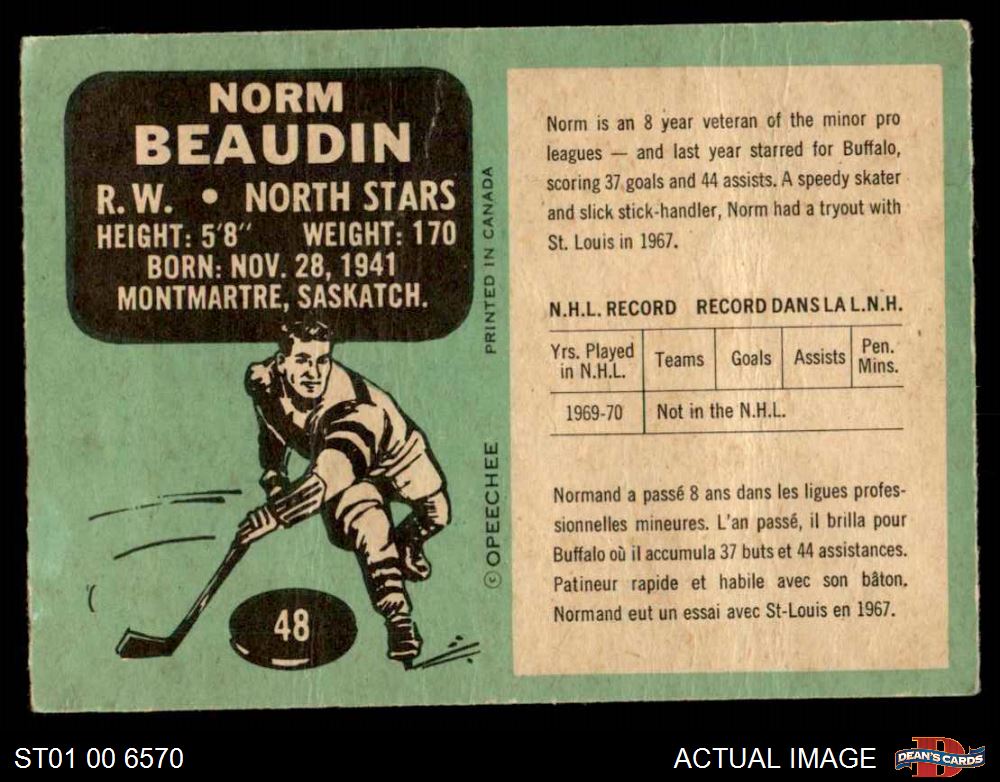 NORM
BEAUDIN
R.W. • NORTH STARS
HEIGHT: 5'8" WEIGHT: 170
BORN: NOV. 28, 1941
MONTMARTRE, SASKATCH.
48
© OPEECHEE PRINTED IN CANADA
Norm is an 8 year veteran of the minor pro
leagues — and last year starred for Buffalo,
scoring 37 goals and 44 assists. A speedy skater
and slick stick-handler, Norm had a tryout with
St. Louis in 1967.
N.H.L. RECORD RECORD DANS LA L.N.H.
Yrs. Played in N.H.L. Teams Goals Assists Pen. Mins.
1969-70 Not in the N.H.L.
Normand a passé 8 ans dans les ligues profes-
sionnelles mineures. L'an passé, il brilla pour
Buffalo où il accumula 37 buts et 44 assistances.
Patineur rapide et habile avec son bâton.
Normand eut un essai avec St-Louis en 1967.
ST01 00 6570
ACTUAL IMAGE
D
DEAN'S CARDS